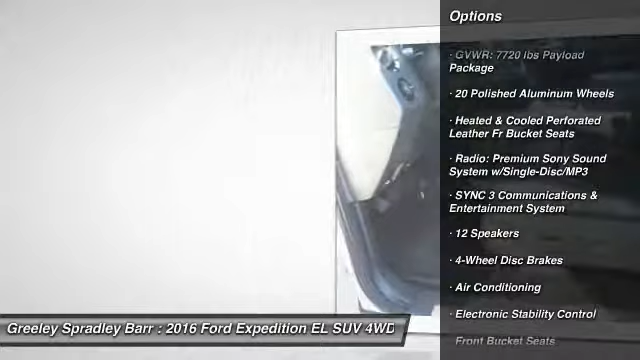 Options
· GVWR: 7720 lbs Payload
Package
· 20 Polished Aluminum Wheels
· Heated & Cooled Perforated
Leather Fr Bucket Seats
· Radio: Premium Sony Sound
System w/Single-Disc/MP3
· SYNC 3 Communications &
Entertainment System
· 12 Speakers
· 4-Wheel Disc Brakes
· Air Conditioning
· Electronic Stability Control
Front Bucket Seats
Greeley Spradley Barr : 2016 Ford Expedition EL SUV 4WD